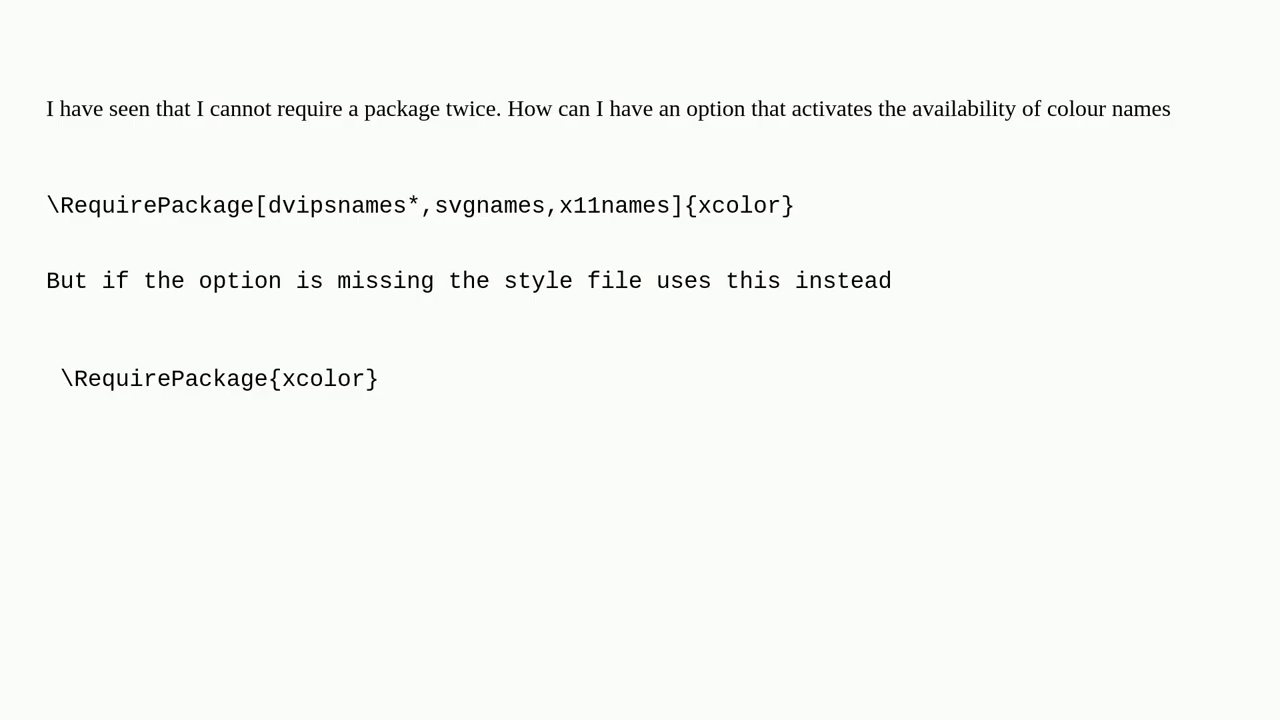 I have seen that I cannot require a package twice. How can I have an option that activates the availability of colour names
\RequirePackage[dvipsnames*,svgnames,x11names]{xcolor}
But if the option is missing the style file uses this instead
\RequirePackage{xcolor}